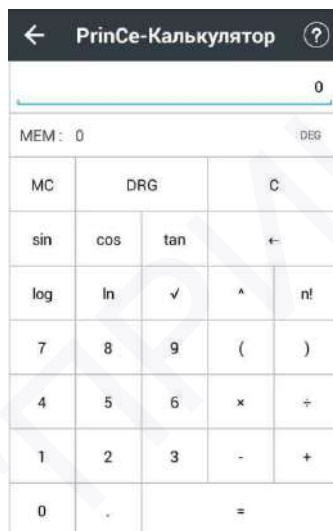 ← PrinCe-Калькулятор ?
0
MEM: 0 DEG
MC DRG C
sin cos tan ←
log ln √ ^ n!
7 8 9 ( )
4 5 6 × ÷
1 2 3 - +
0 . =
ПРИ